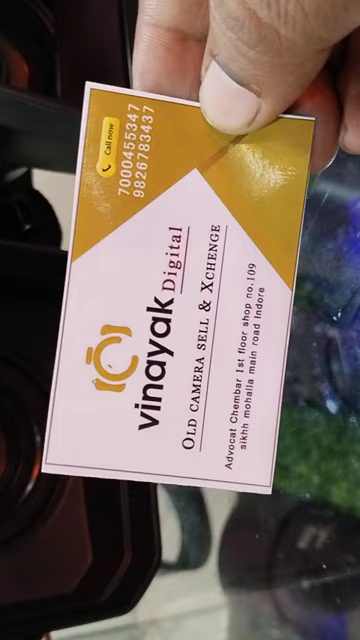 Call now
7000455347
9826783437
vinayak Digital
OLD CAMERA SELL & XCHENGE
Advocat Chembar 1st floor shop no.109
sikhh mohalla main road Indore